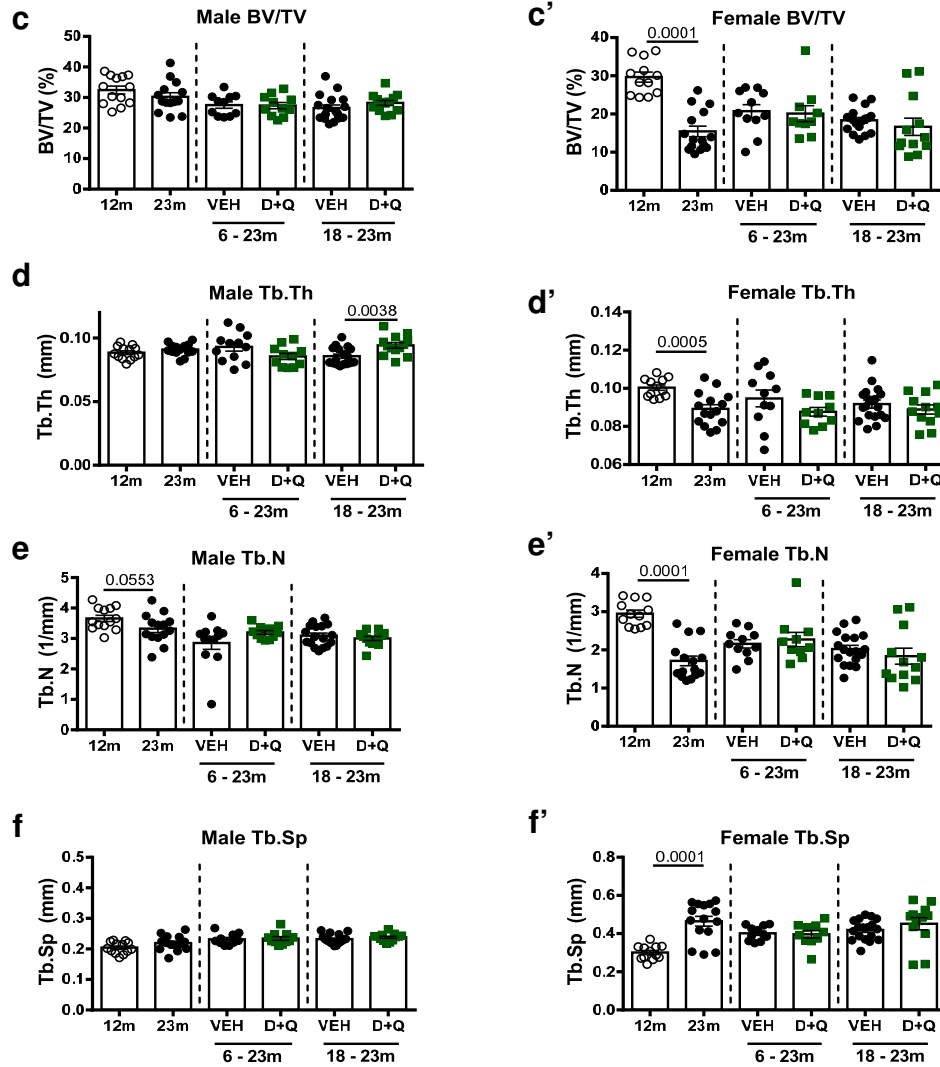 c
Male BV/TV
BV/TV (%)
50
40
30
20
10
0
12m 23m VEH D+Q VEH D+Q
6 - 23m 18 - 23m
c’
Female BV/TV
0.0001
BV/TV (%)
40
30
20
10
0
12m 23m VEH D+Q VEH D+Q
6 - 23m 18 - 23m
d
Male Tb.Th
0.0038
Tb.Th (mm)
0.10
0.05
0.00
12m 23m VEH D+Q VEH D+Q
6 - 23m 18 - 23m
d’
Female Tb.Th
0.0005
Tb.Th (mm)
0.14
0.12
0.10
0.08
0.06
12m 23m VEH D+Q VEH D+Q
6 - 23m 18 - 23m
e
Male Tb.N
0.0553
Tb.N (1/mm)
5
4
3
2
1
0
12m 23m VEH D+Q VEH D+Q
6 - 23m 18 - 23m
e’
Female Tb.N
0.0001
Tb.N (1/mm)
4
3
2
1
0
12m 23m VEH D+Q VEH D+Q
6 - 23m 18 - 23m
f
Male Tb.Sp
Tb.Sp (mm)
0.5
0.4
0.3
0.2
0.1
0.0
12m 23m VEH D+Q VEH D+Q
6 - 23m 18 - 23m
f’
Female Tb.Sp
0.0001
Tb.Sp (mm)
0.8
0.6
0.4
0.2
0.0
12m 23m VEH D+Q VEH D+Q
6 - 23m 18 - 23m